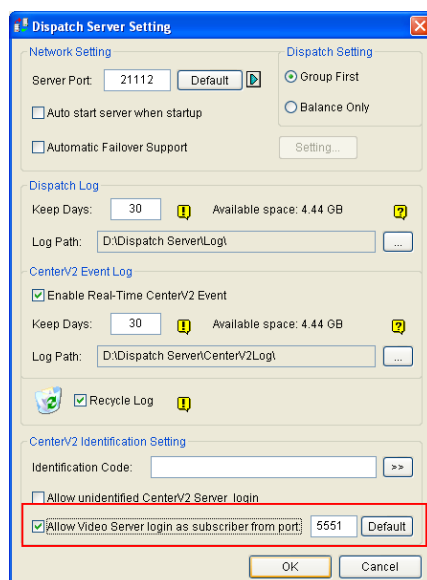 Dispatch Server Setting
Network Setting
Server Port: 21112 Default
Auto start server when startup
Automatic Failover Support
Dispatch Setting
Group First
Balance Only
Setting...
Dispatch Log
Keep Days: 30 ! Available space: 4.44 GB ?
Log Path: D:\Dispatch Server\Log\ ...
CenterV2 Event Log
Enable Real-Time CenterV2 Event
Keep Days: 30 ! Available space: 4.44 GB ?
Log Path: D:\Dispatch Server\CenterV2Log\ ...
Recycle Log !
CenterV2 Identification Setting
Identification Code: >>
Allow unidentified CenterV2 Server login
Allow Video Server login as subscriber from port: 5551 Default
OK Cancel